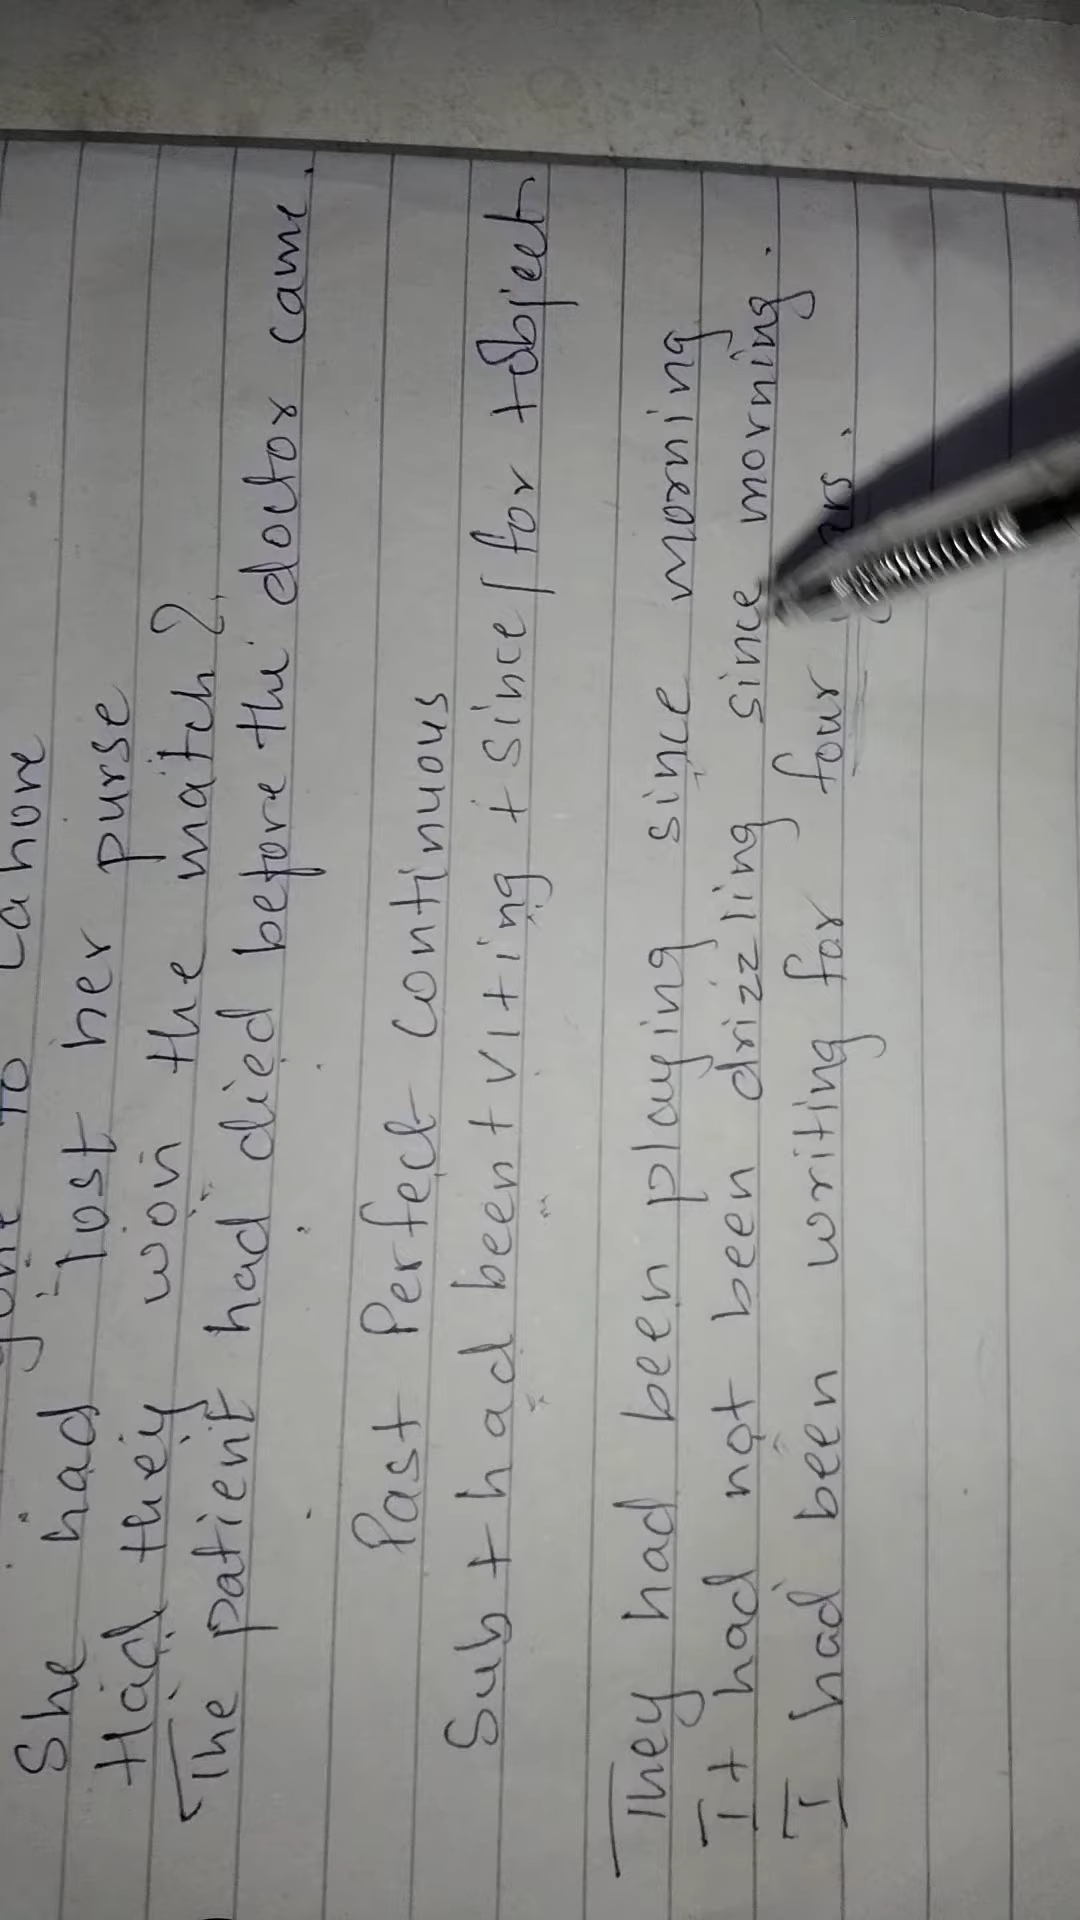 to Lahore
She had lost her purse
Had they won the match?
The patient had died before the doctor came.
Past Perfect Continuous
Sub + had been + V1 + ing + since/for + object
They had been playing since morning
It had not been drizzling since morning.
I had been writing for four